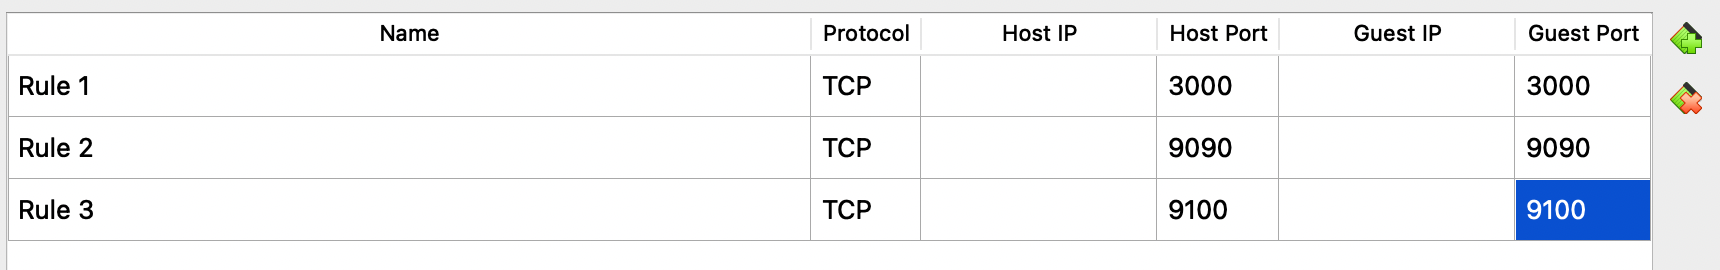 Name Protocol Host IP Host Port Guest IP Guest Port
Rule 1 TCP 3000 3000
Rule 2 TCP 9090 9090
Rule 3 TCP 9100 9100